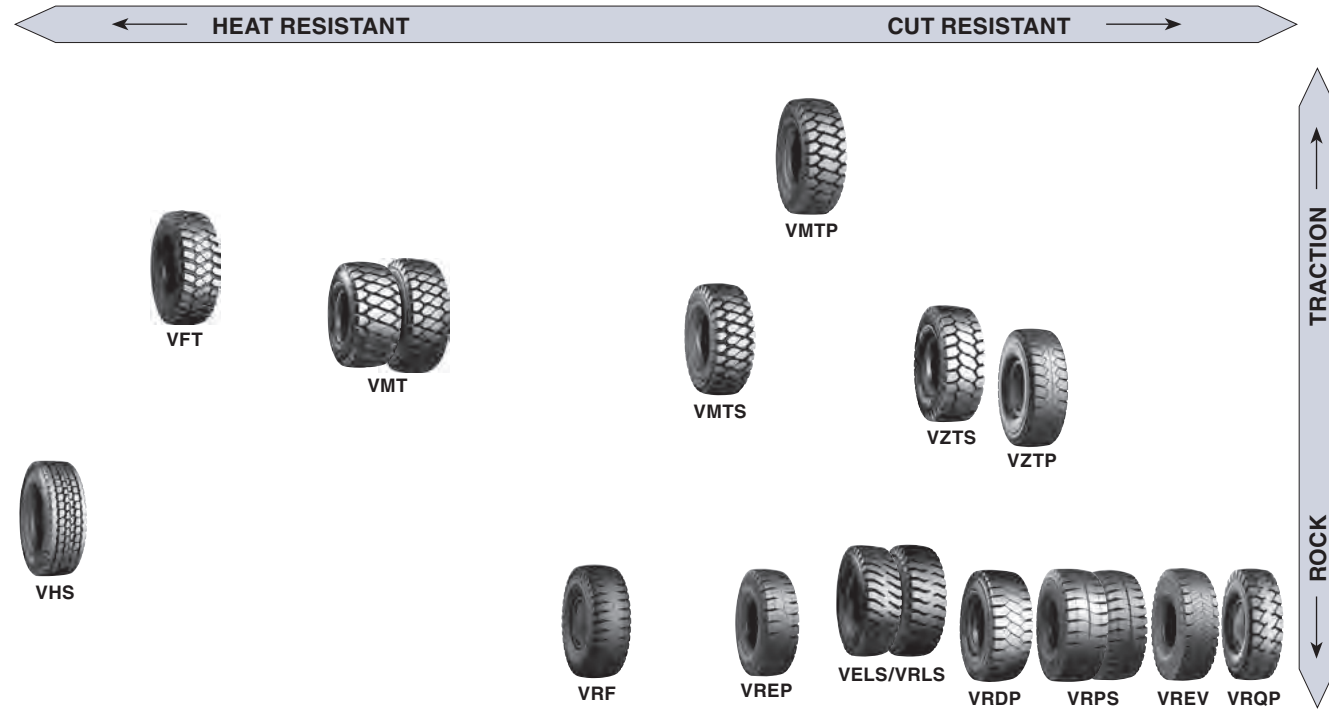 HEAT RESISTANT
CUT RESISTANT
TRACTION
ROCK
VMTP
VFT
VMT
VMTS
VZTS
VZTP
VHS
VRF
VREP
VELS/VRLS
VRDP
VRPS
VREV
VRQP